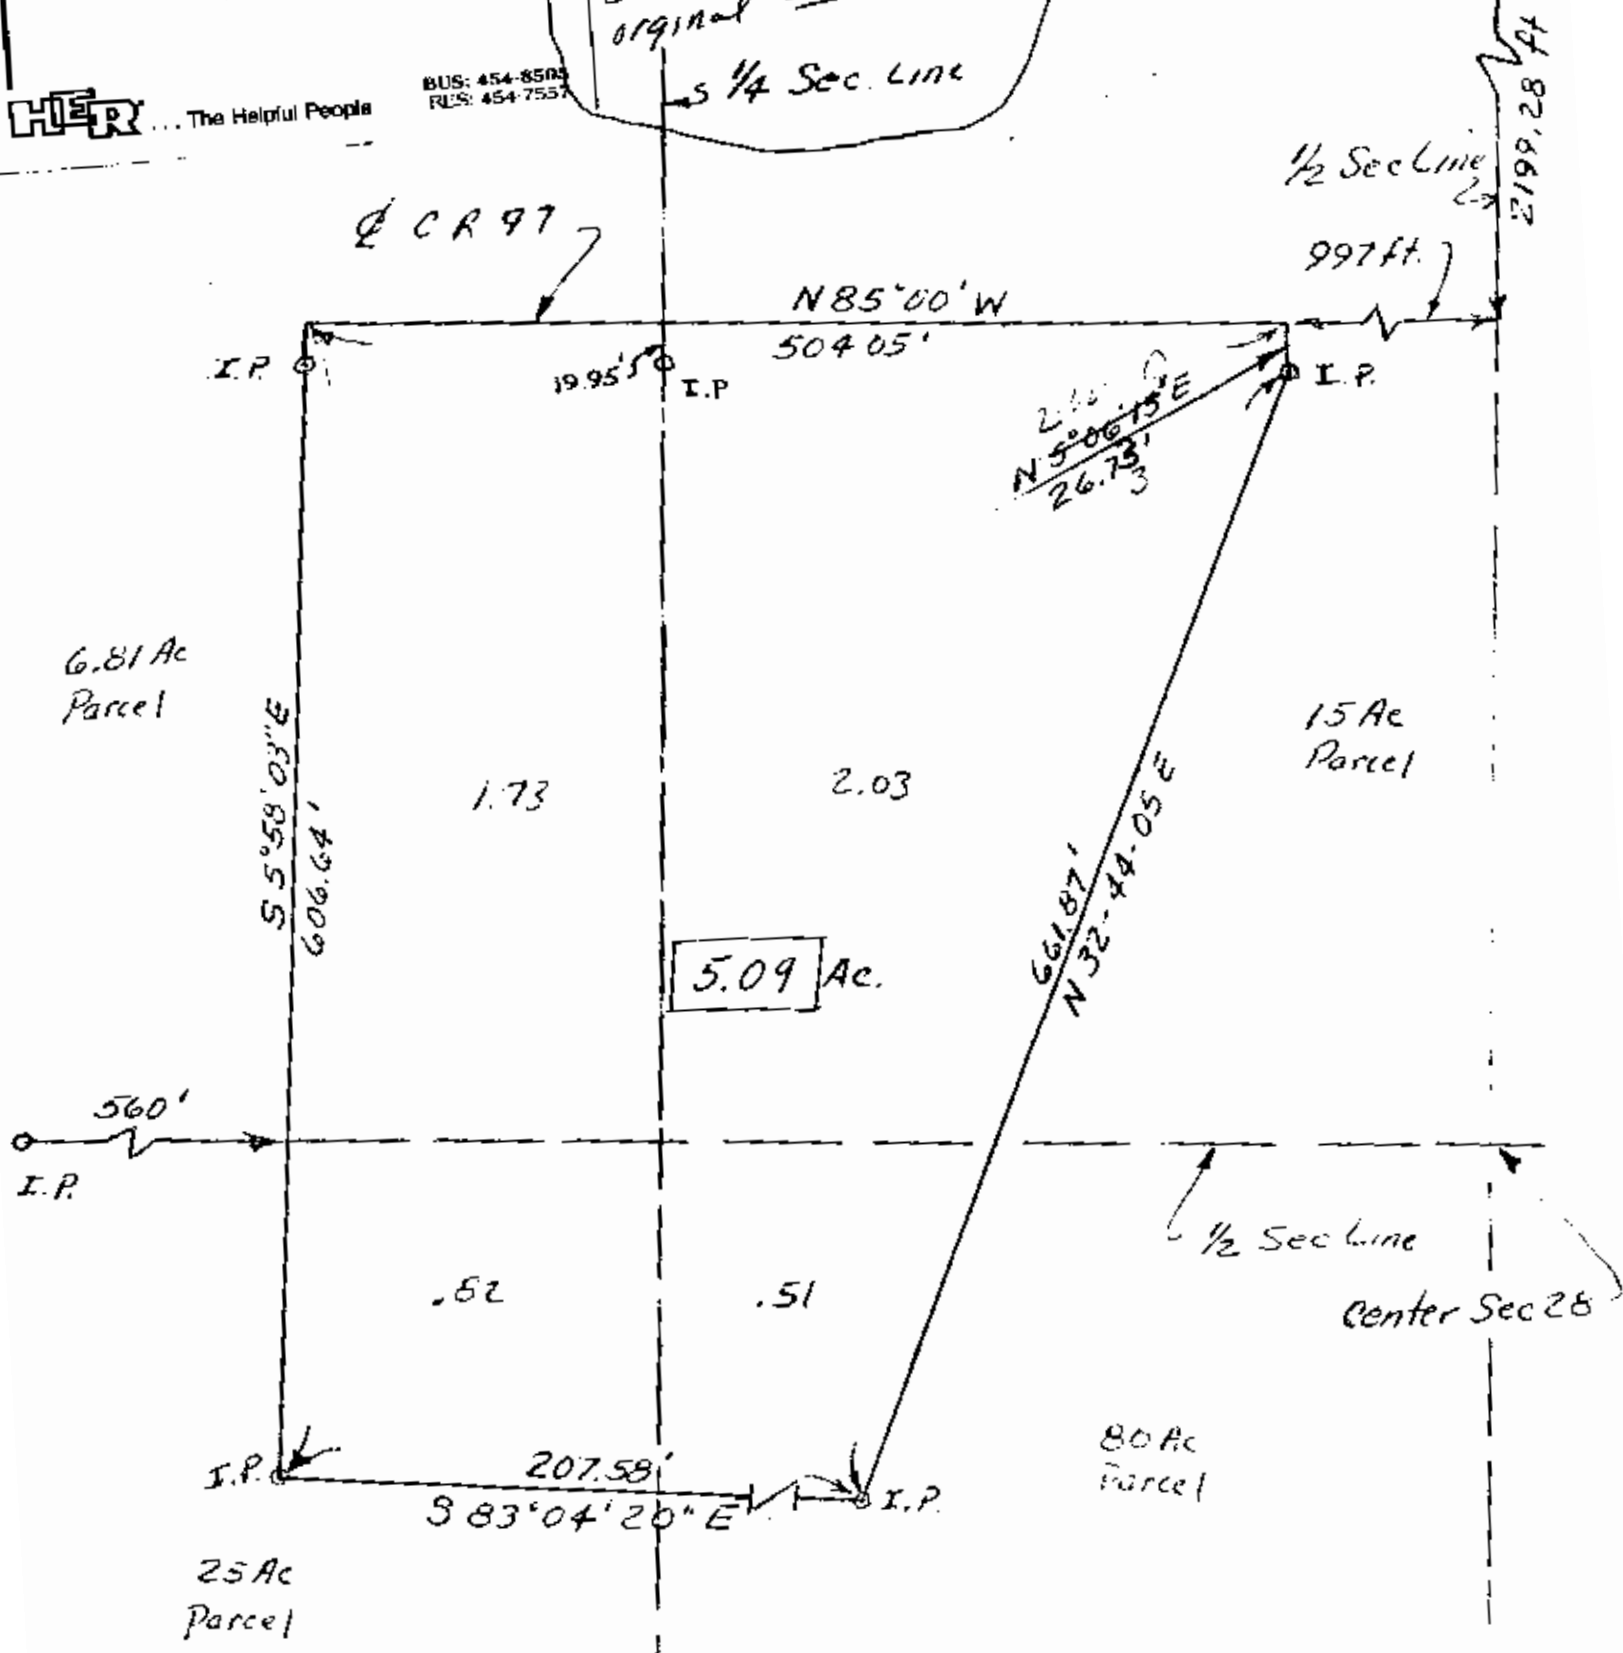 orginal
S 1/4 Sec. Line
HER ... The Helpful People
BUS: 454-8505
RES: 454-7557
2199.28 ft
1/2 Sec Line
℄ C R 97
997 ft.
N 85°00' W
504 05'
I.P.
19.95'
I.P
I.P.
N 5°06'15" E
26.73'
3
6.81 Ac
Parcel
15 Ac
Parcel
S 5°58'03" E
606.64'
1.73
2.03
661.87'
N 32-44-05 E
5.09 Ac.
560'
I.P.
1/2 Sec Line
Center Sec 28
.82
.51
I.P.
207.58'
S 83°04'20" E
I.P.
80 Ac
Parcel
25 Ac
Parcel